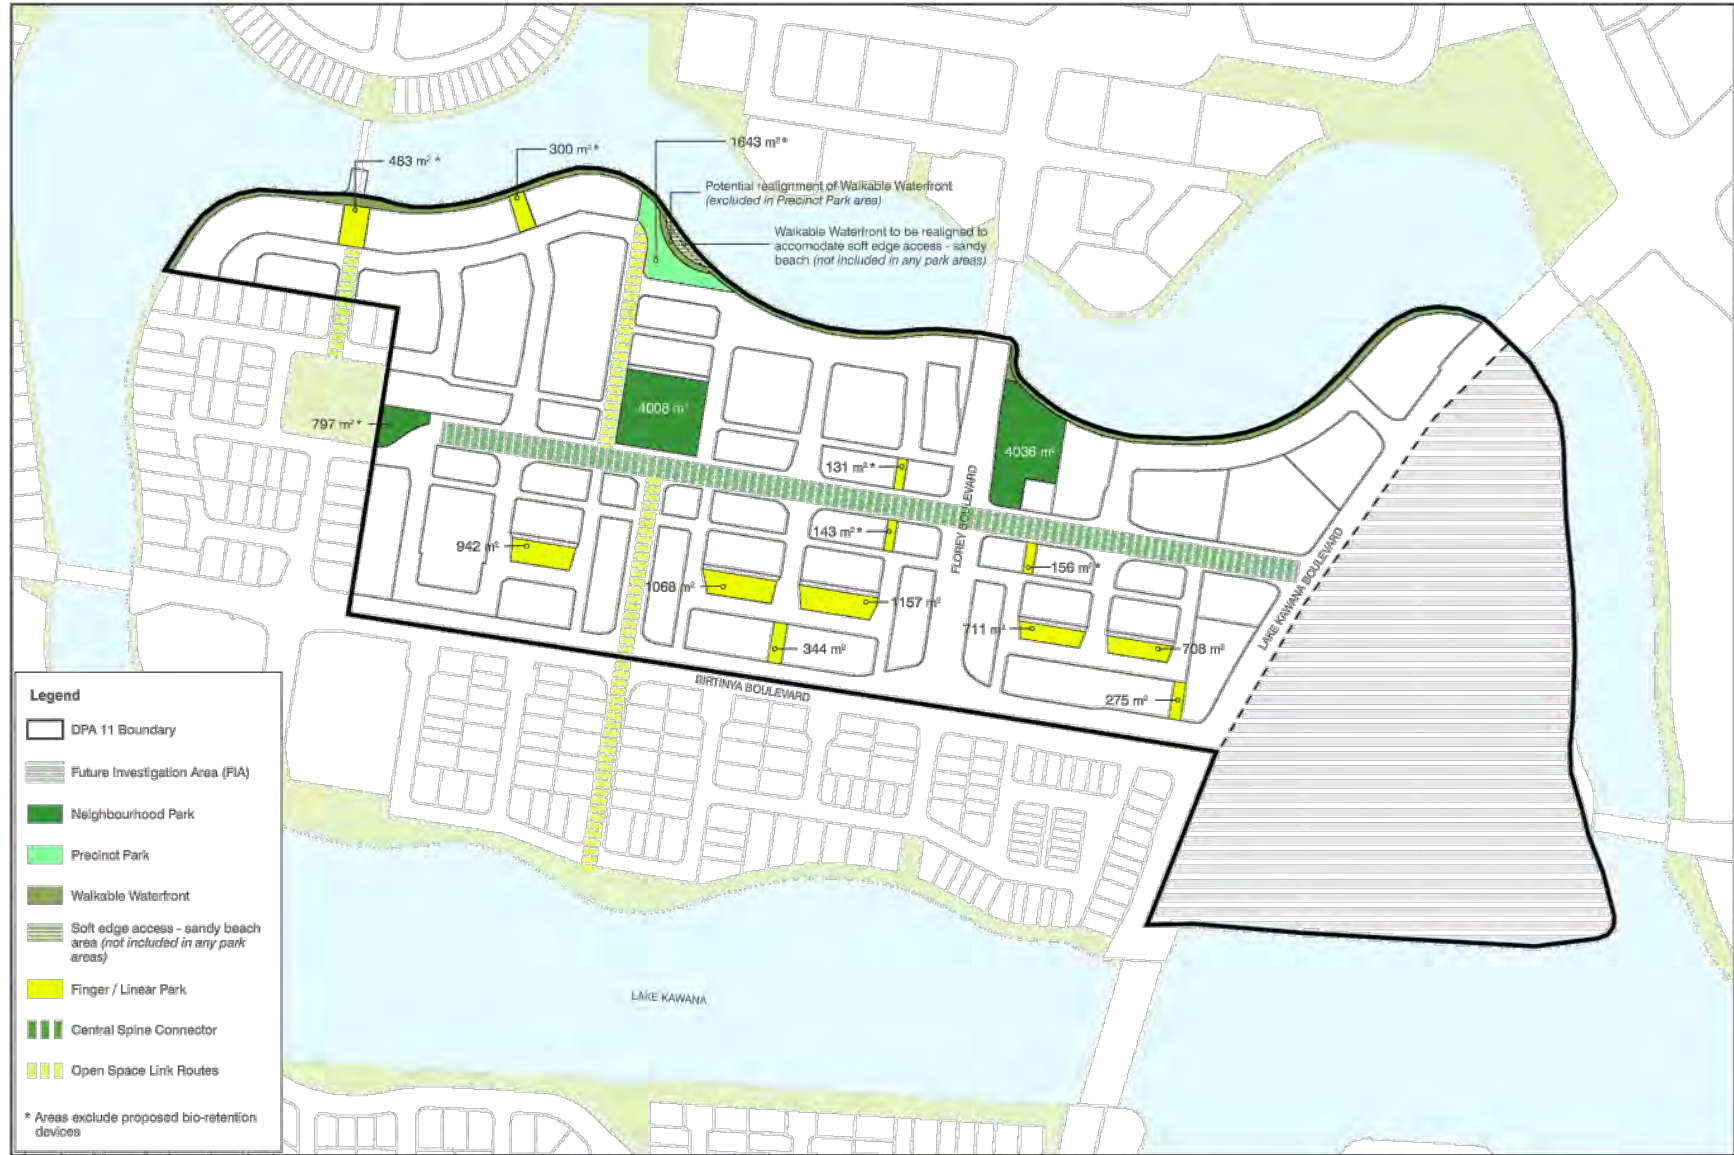 483 m² *
300 m² *
1643 m² *
Potential realignment of Walkable Waterfront
(excluded in Precinct Park area)
Walkable Waterfront to be realigned to
accomodate soft edge access - sandy
beach (not included in any park areas)
797 m² *
4008 m²
4036 m²
131 m² *
143 m² *
156 m² *
942 m²
1068 m²
1157 m²
711 m²
708 m²
344 m²
275 m²
FLOREY BOULEVARD
LAKE KAWANA BOULEVARD
BIRTINYA BOULEVARD
LAKE KAWANA
Legend
DPA 11 Boundary
Future Investigation Area (FIA)
Neighbourhood Park
Precinct Park
Walkable Waterfront
Soft edge access - sandy beach
area (not included in any park
areas)
Finger / Linear Park
Central Spine Connector
Open Space Link Routes
* Areas exclude proposed bio-retention
devices